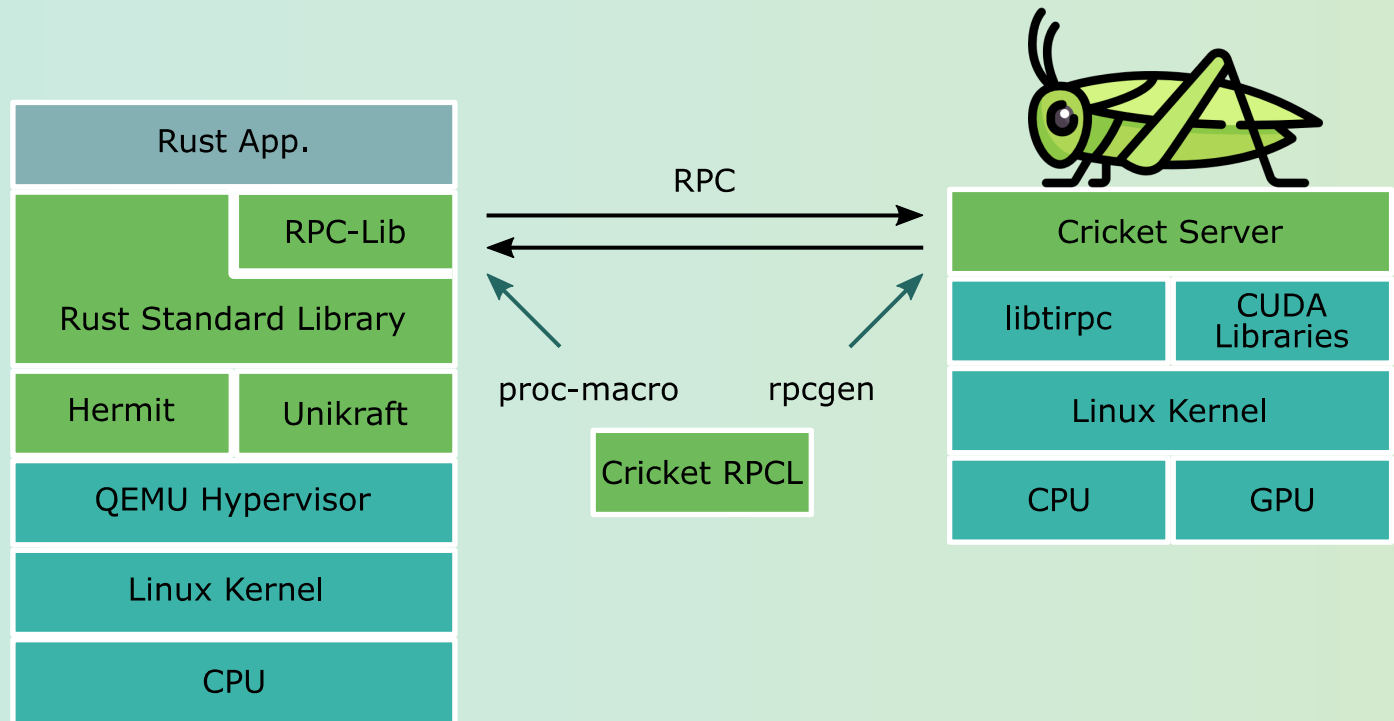 Rust App.
RPC-Lib
Rust Standard Library
Hermit
Unikraft
QEMU Hypervisor
Linux Kernel
CPU
RPC
proc-macro
rpcgen
Cricket RPCL
Cricket Server
libtirpc
CUDA
Libraries
Linux Kernel
CPU
GPU